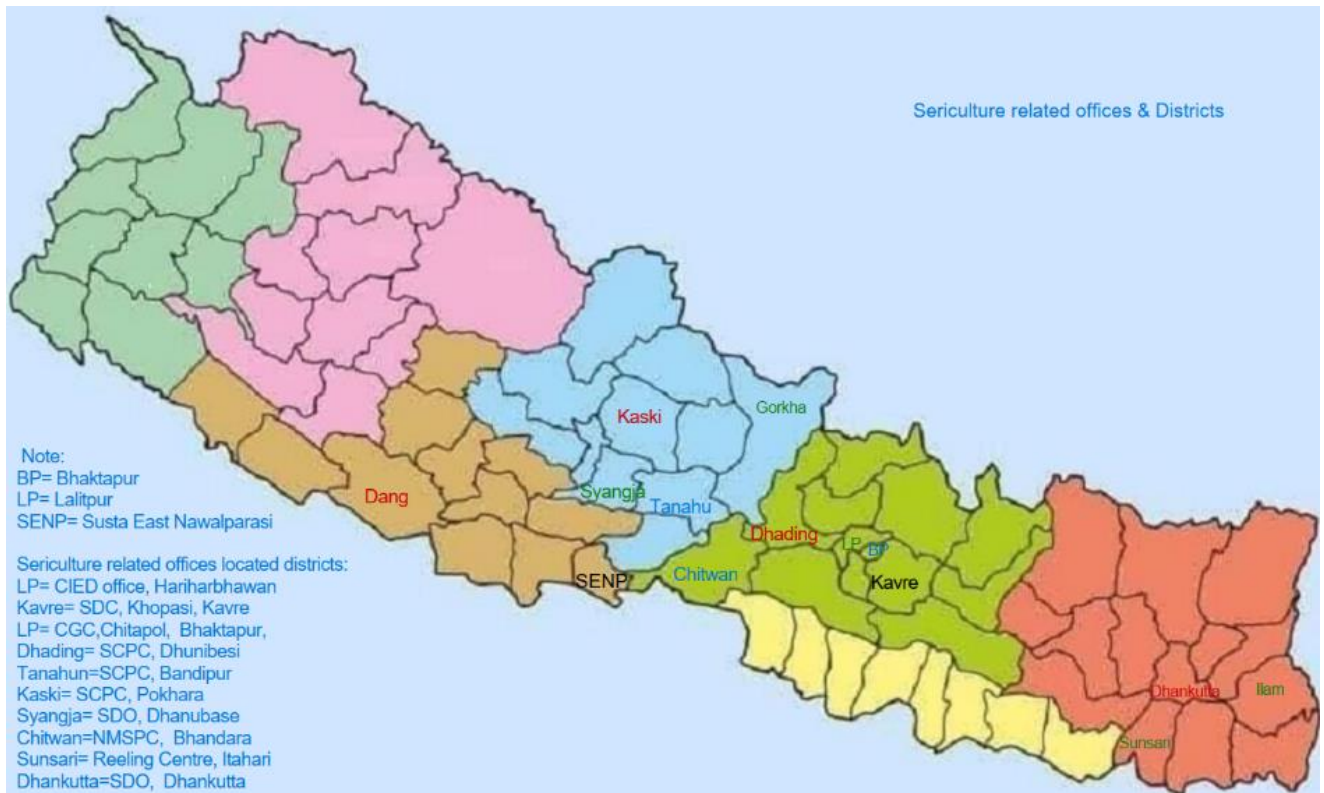 Sericulture related offices & Districts
Gorkha
Kaski
Syangja
Tanahu
Dang
Dhading
LP
BP
Chitwan
Kavre
SENP
Dhankutta
Ilam
Sunsari
Note:
BP= Bhaktapur
LP= Lalitpur
SENP= Susta East Nawalparasi
Sericulture related offices located districts:
LP= CIED office, Hariharbhawan
Kavre= SDC, Khopasi, Kavre
LP= CGC,Chitapol, Bhaktapur,
Dhading= SCPC, Dhunibesi
Tanahun=SCPC, Bandipur
Kaski= SCPC, Pokhara
Syangja= SDO, Dhanubase
Chitwan=NMSPC, Bhandara
Sunsari= Reeling Centre, Itahari
Dhankutta=SDO, Dhankutta